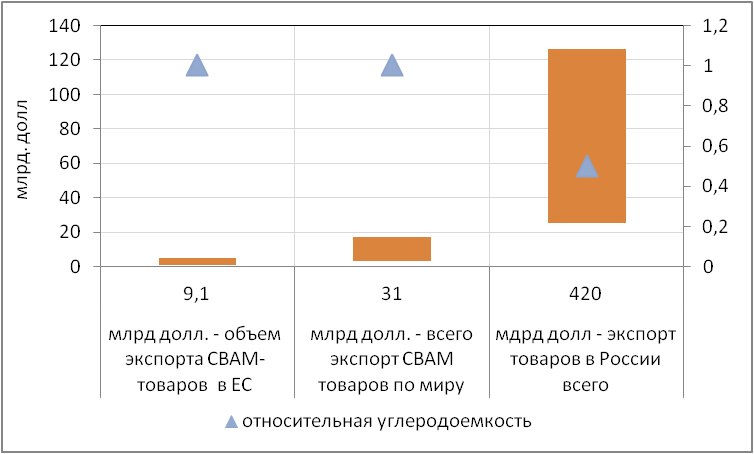 140
120
100
80
60
40
20
0
млрд. долл
1,2
1
0,8
0,6
0,4
0,2
0
9,1
31
420
млрд долл. - объем
экспорта CBAM-
товаров в ЕС
млрд долл. - всего
экспорт CBAM
товаров по миру
мдрд долл - экспорт
товаров в России
всего
относительная углеродоемкость